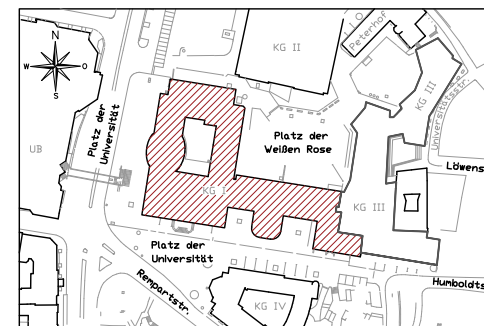 KG II
Peterhof
N
W
O
S
KG III
Universitätsstr.
Platz der
Universität
Platz der
Weißen Rose
UB
Löwens
KG I
KG III
Platz der
Universität
Rempartstr.
Humboldts
KG IV